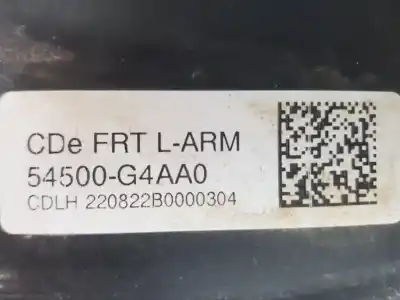 CDe FRT L-ARM
54500-G4AA0
CDLH 220822B0000304